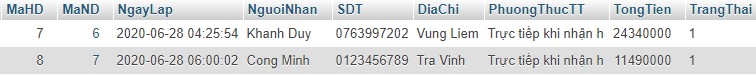 MaHD MaND NgayLap NguoiNhan SDT DiaChi PhuongThucTT TongTien TrangThai
7 6 2020-06-28 04:25:54 Khanh Duy 0763997202 Vung Liem Trực tiếp khi nhận h 24340000 1
8 7 2020-06-28 06:00:02 Cong Minh 0123456789 Tra Vinh Trực tiếp khi nhận h 11490000 1